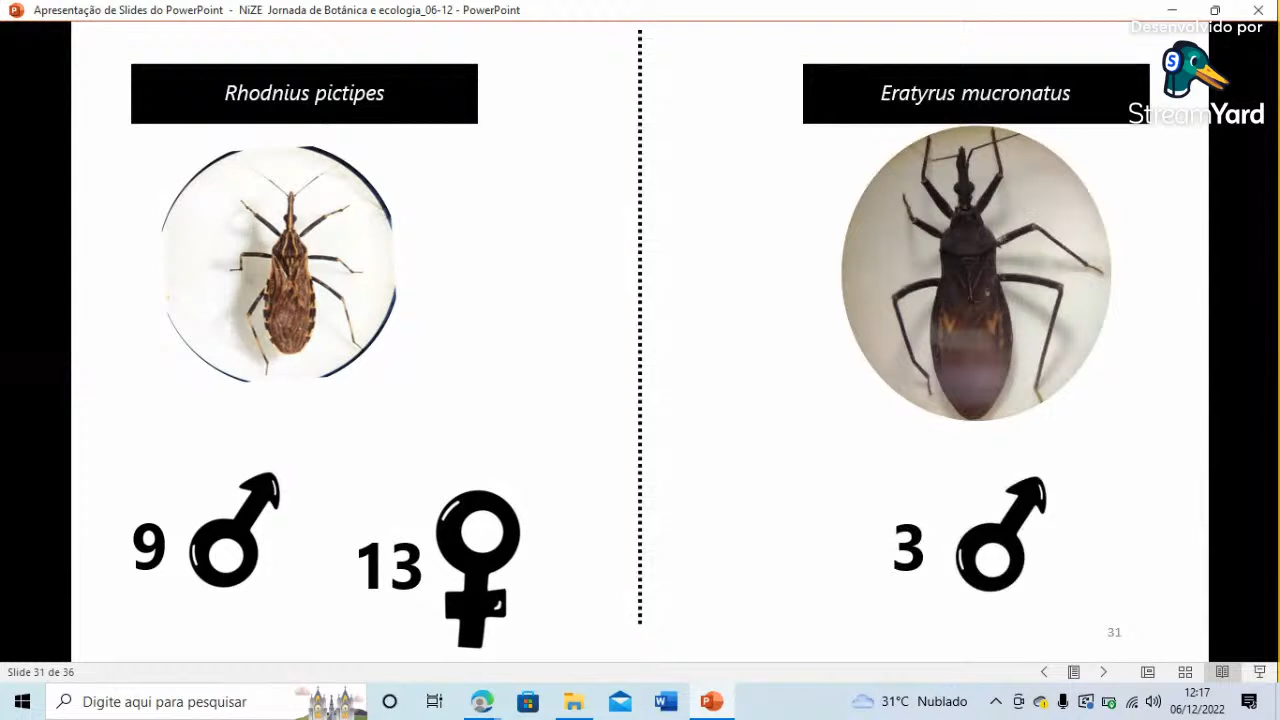 Apresentação de Slides do PowerPoint - NiZE Jornada de Botânica e ecologia_06-12 - PowerPoint
Desenvolvido por
StreamYard
Rhodnius pictipes
Eratyrus mucronatus
9
13
3
31
Slide 31 de 36
Digite aqui para pesquisar
31°C Nublado
12:17
06/12/2022